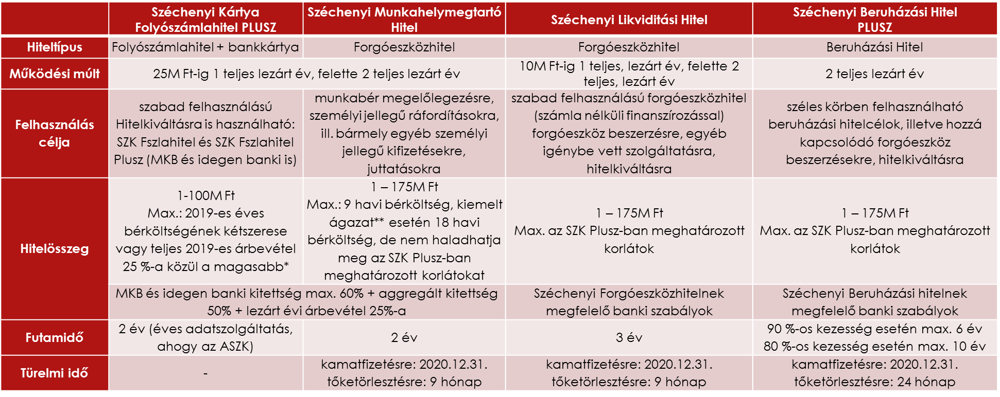 Széchenyi Kártya
Folyószámlahitel PLUSZ
Széchenyi Munkahelymegtartó
Hitel
Széchenyi Likviditási Hitel
Széchenyi Beruházási Hitel
PLUSZ
Hiteltípus
Folyószámlahitel + bankkártya
Forgóeszközhitel
Forgóeszközhitel
Beruházási Hitel
Működési múlt
25M Ft-ig 1 teljes lezárt év, felette 2 teljes lezárt év
10M Ft-ig 1 teljes, lezárt év, felette 2
teljes, lezárt év
2 teljes lezárt év
Felhasználás
célja
szabad felhasználású
Hitelkiváltásra is használható:
SZK Fszlahitel és SZK Fszlahitel
Plusz (MKB és idegen banki is)
munkabér megelőlegezésre,
személyi jellegű ráfordításokra,
ill. bármely egyéb személyi
jellegű kifizetésekre,
juttatásokra
szabad felhasználású forgóeszközhitel
(számla nélküli finanszírozással)
forgóeszköz beszerzésre, egyéb
igénybe vett szolgáltatásra,
hitelkiváltásra
széles körben felhasználható
beruházási hitelcélok, illetve hozzá
kapcsolódó forgóeszköz
beszerzésekre, hitelkiváltásra
Hitelösszeg
1-100M Ft
Max.: 2019-es éves
bérköltségének kétszerese
vagy teljes 2019-es árbevétel
25 %-a közül a magasabb*
1 – 175M Ft
Max.: 9 havi bérköltség, kiemelt
ágazat** esetén 18 havi
bérköltség, de nem haladhatja
meg az SZK Plusz-ban
meghatározott korlátokat
1 – 175M Ft
Max. az SZK Plusz-ban meghatározott
korlátok
1 – 175M Ft
Max. az SZK Plusz-ban meghatározott
korlátok
MKB és idegen banki kitettség max. 60% + aggregált kitettség
50% + lezárt évi árbevétel 25%-a
Széchenyi Forgóeszközhitelnek
megfelelő banki szabályok
Széchenyi Beruházási hitelnek
megfelelő banki szabályok
Futamidő
2 év (éves adatszolgáltatás,
ahogy az ASZK)
2 év
3 év
90 %-os kezesség esetén max. 6 év
80 %-os kezesség esetén max. 10 év
Türelmi idő
-
kamatfizetésre: 2020.12.31.
tőketörlesztésre: 9 hónap
kamatfizetésre: 2020.12.31.
tőketörlesztésre: 9 hónap
kamatfizetésre: 2020.12.31.
tőketörlesztésre: 24 hónap